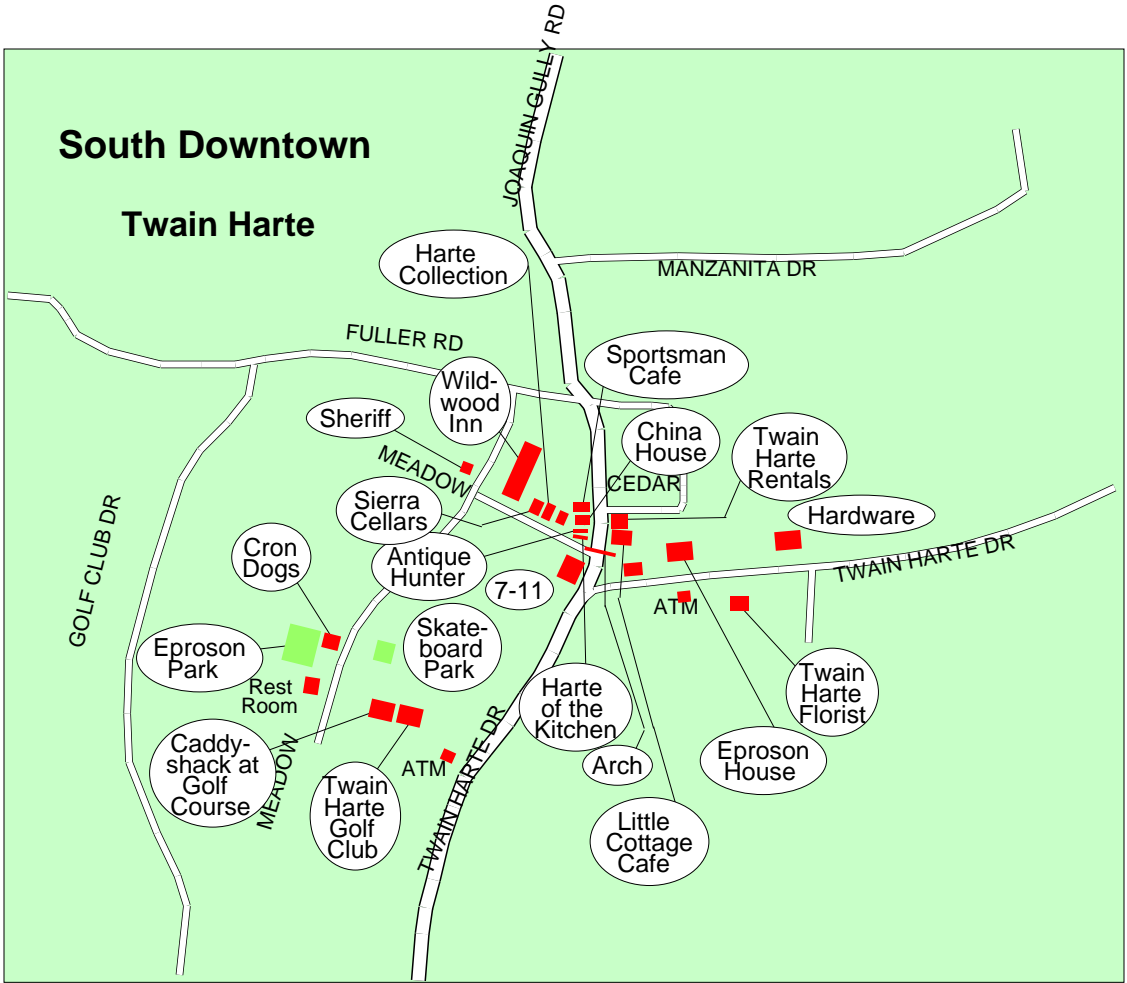 JOAQUIN GULLY RD
South Downtown
Twain Harte
Harte
Collection
MANZANITA DR
FULLER RD
Sportsman
Cafe
Wild-
wood
Inn
Sheriff
China
House
Twain
Harte
Rentals
MEADOW
CEDAR
Sierra
Cellars
Hardware
GOLF CLUB DR
Cron
Dogs
Antique
Hunter
7-11
TWAIN HARTE DR
ATM
Eproson
Park
Skate-
board
Park
Rest
Room
Harte
of the
Kitchen
Twain
Harte
Florist
Caddy-
shack at
Golf
Course
MEADOW
ATM
Twain
Harte
Golf
Club
TWAIN HARTE DR
Arch
Eproson
House
Little
Cottage
Cafe